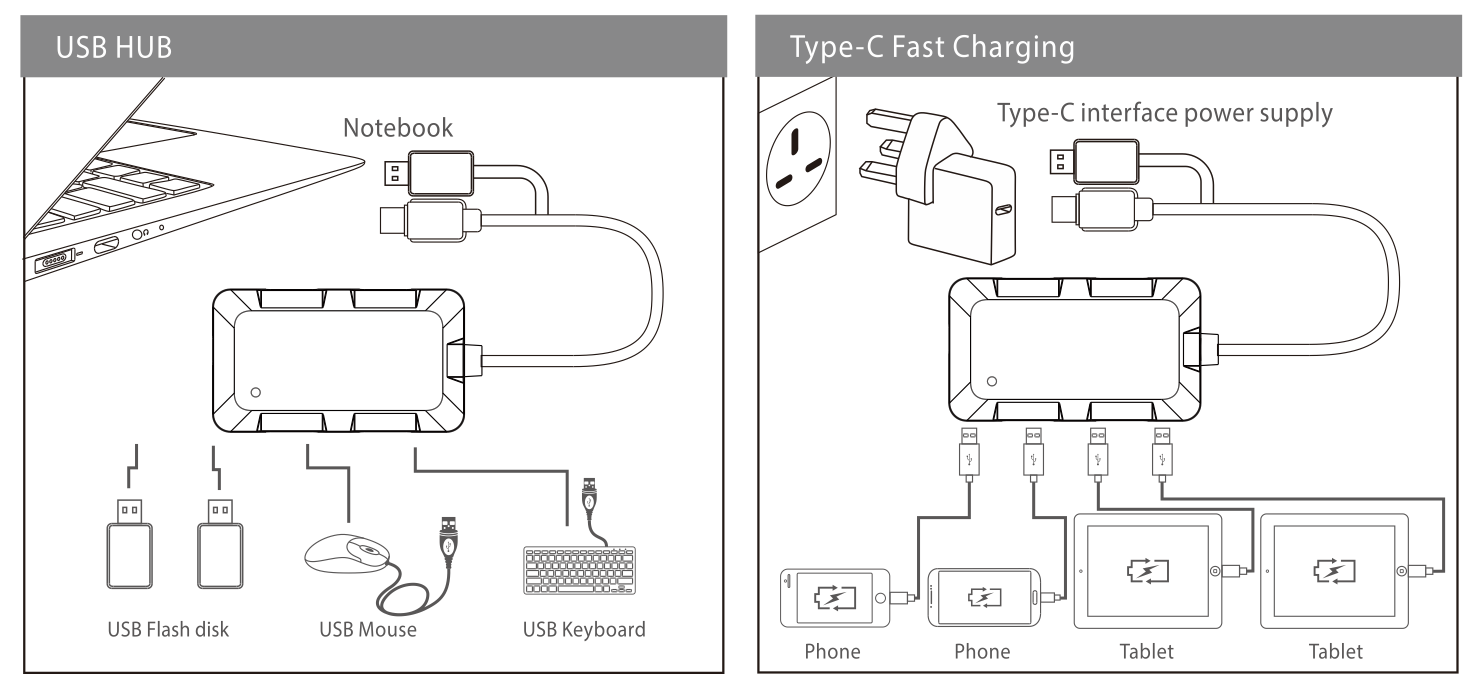 USB HUB
Notebook
USB Flash disk
USB Mouse
USB Keyboard
Type-C Fast Charging
Type-C interface power supply
Phone
Phone
Tablet
Tablet